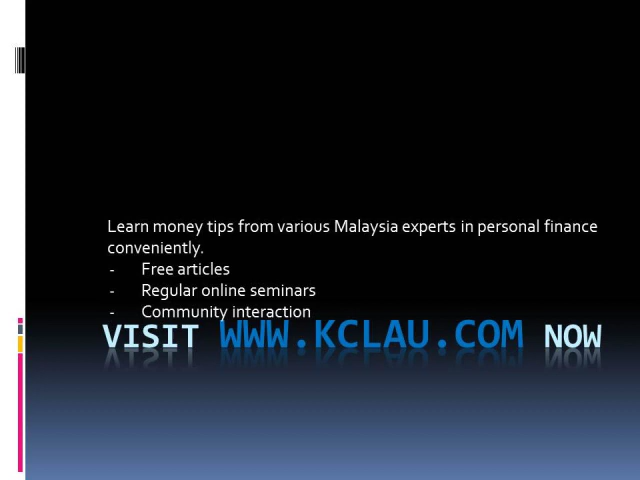 Learn money tips from various Malaysia experts in personal finance
conveniently.
- Free articles
- Regular online seminars
- Community interaction
VISIT WWW.KCLAU.COM NOW